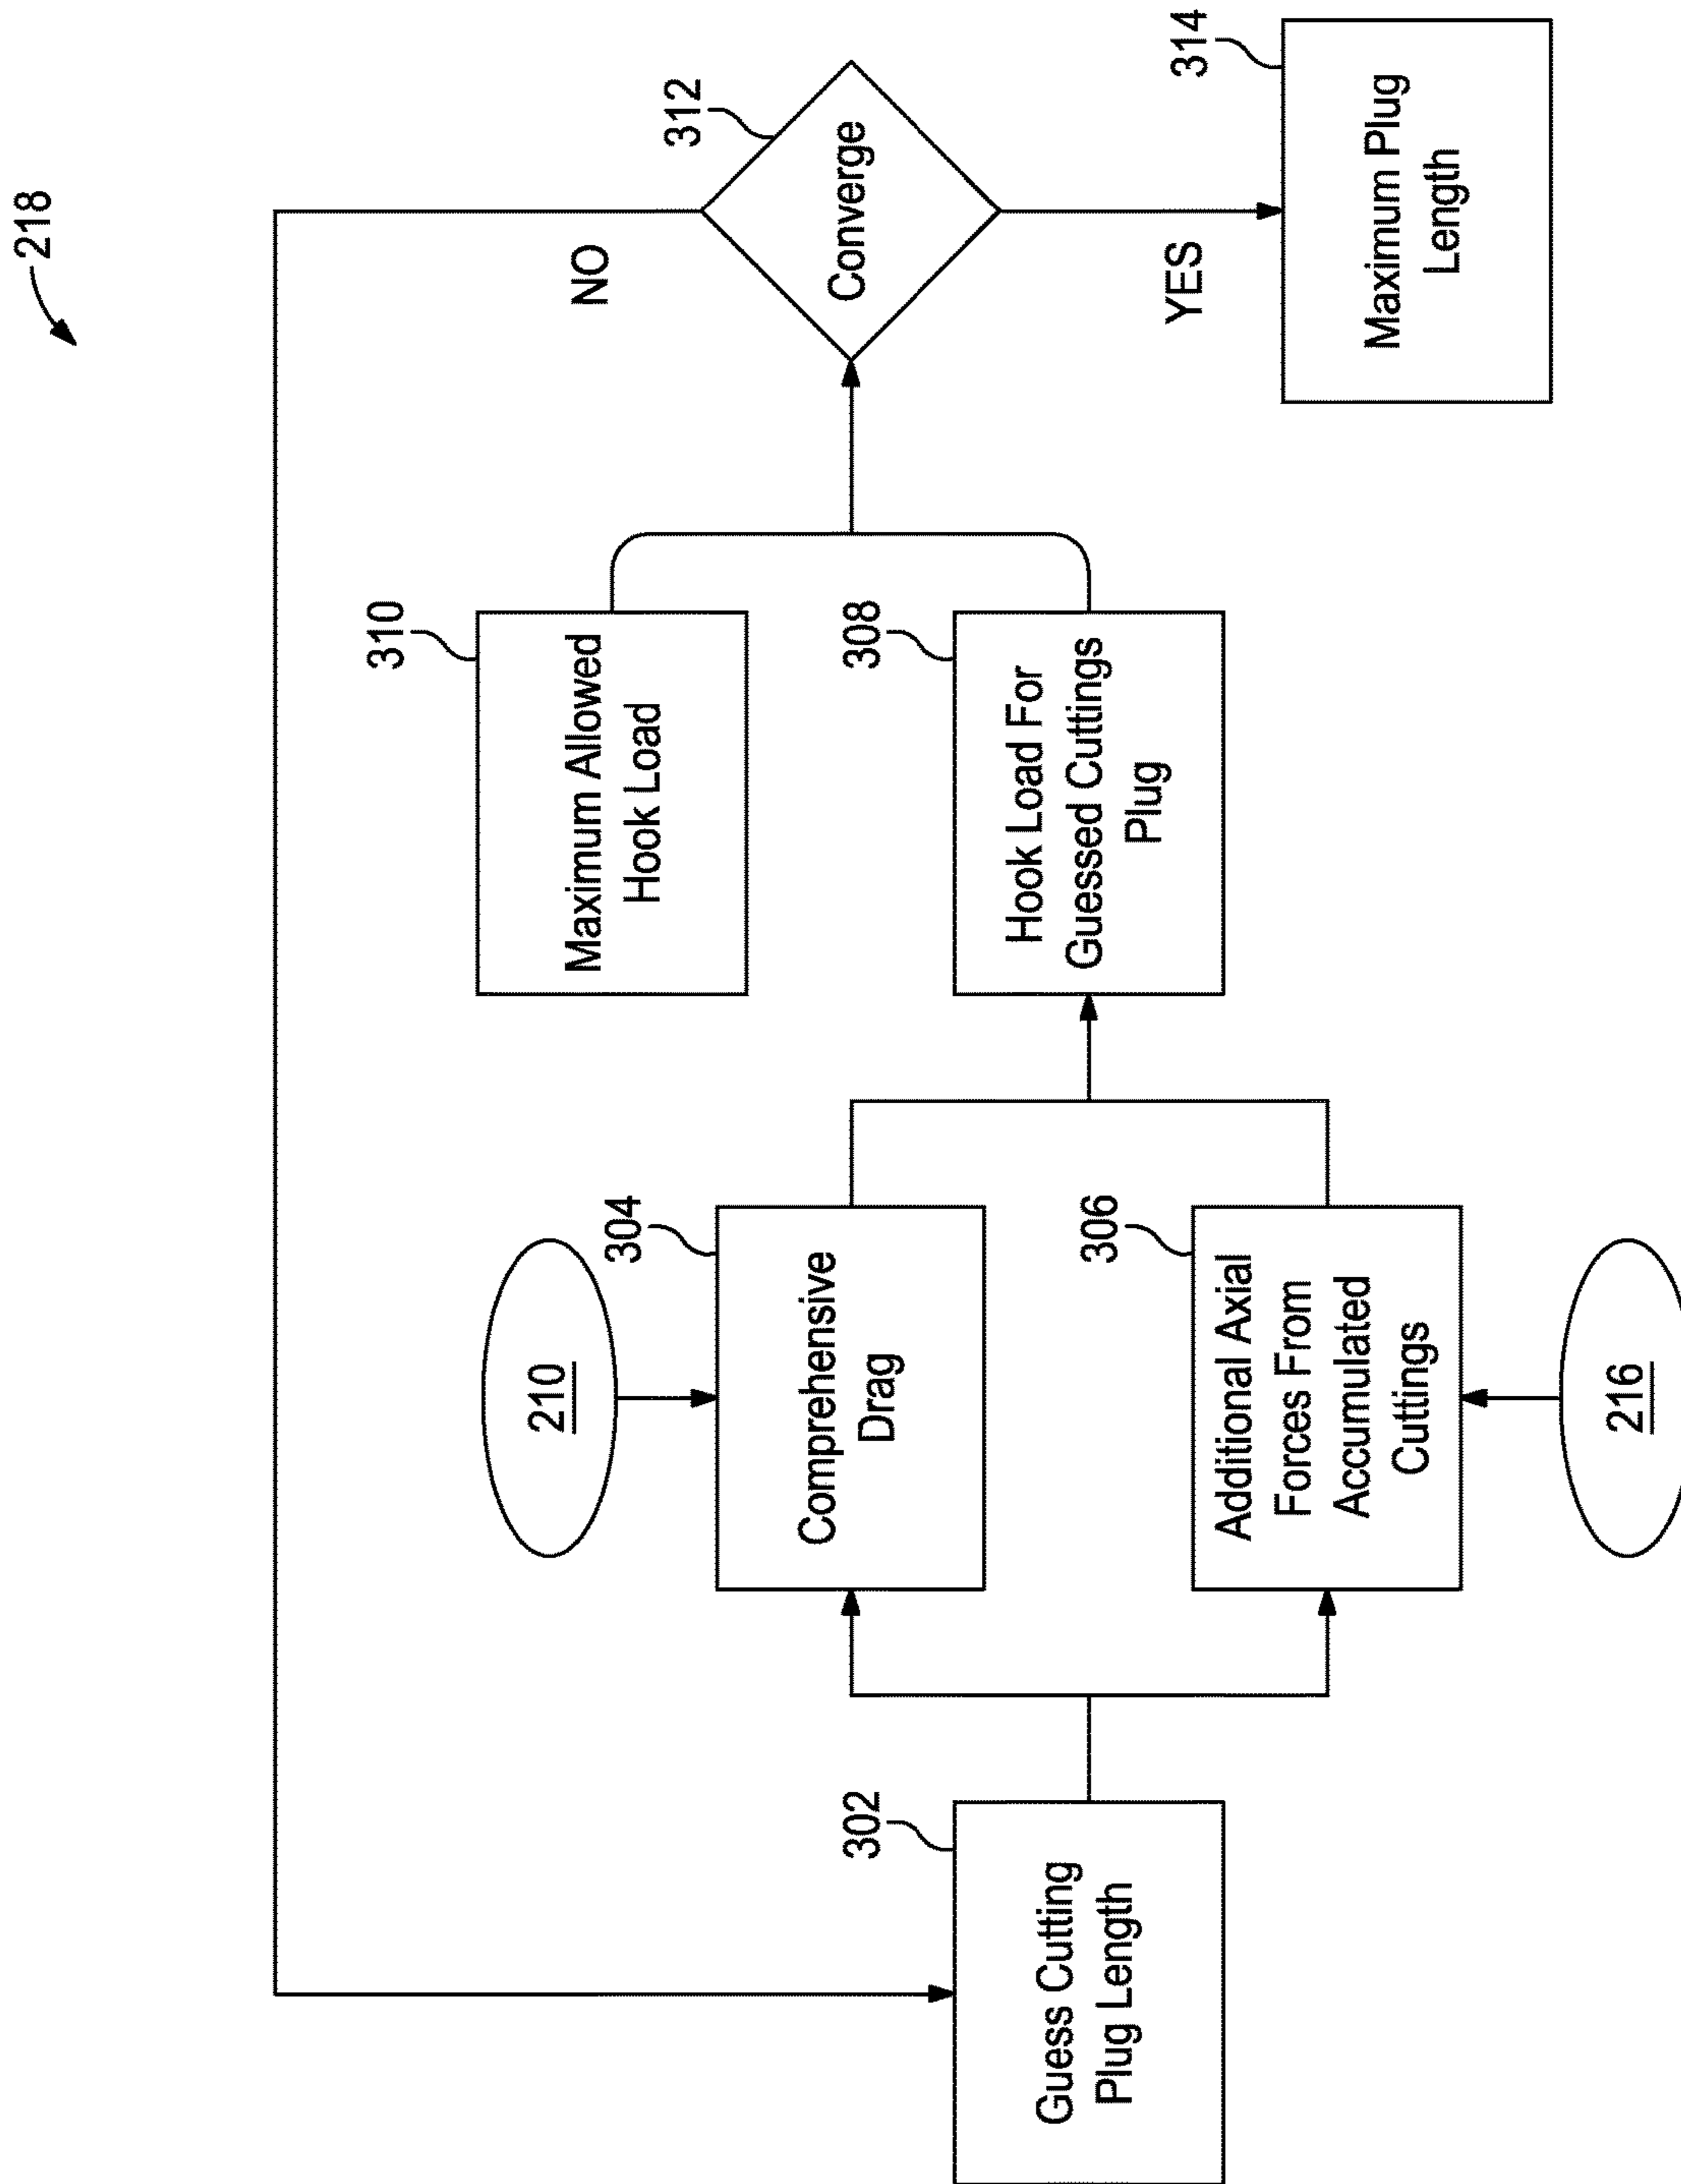 218
302
Guess Cutting
Plug Length
210
304
Comprehensive
Drag
306
Additional Axial
Forces From
Accumulated
Cuttings
216
310
Maximum Allowed
Hook Load
308
Hook Load For
Guessed Cuttings
Plug
312
Converge
NO
YES
314
Maximum Plug
Length